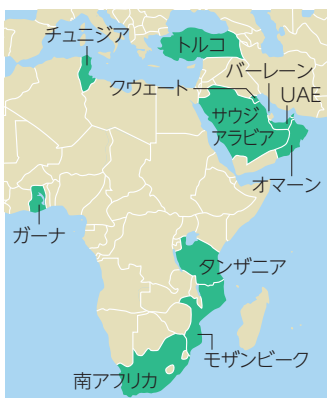 チュニジア
トルコ
バーレーン
クウェート
UAE
サウジ
アラビア
オマーン
ガーナ
タンザニア
モザンビーク
南アフリカ